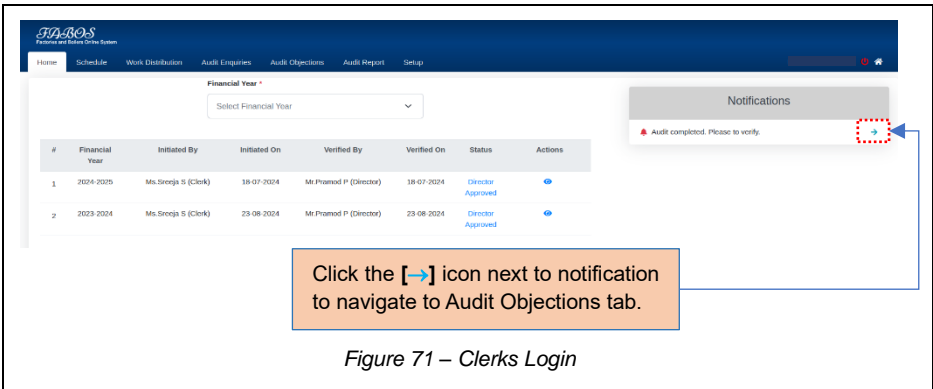 FABOS
Factories and Boilers Online System
Home Schedule Work Distribution Audit Enquiries Audit Objections Audit Report Setup
Financial Year *
Select Financial Year
Notifications
Audit completed. Please to verify.
# Financial Year Initiated By Initiated On Verified By Verified On Status Actions
1 2024-2025 Ms.Sreeja S (Clerk) 18-07-2024 Mr.Pramod P (Director) 18-07-2024 Director Approved
2 2023-2024 Ms.Sreeja S (Clerk) 23-08-2024 Mr.Pramod P (Director) 23-08-2024 Director Approved
Click the [→] icon next to notification
to navigate to Audit Objections tab.
Figure 71 – Clerks Login